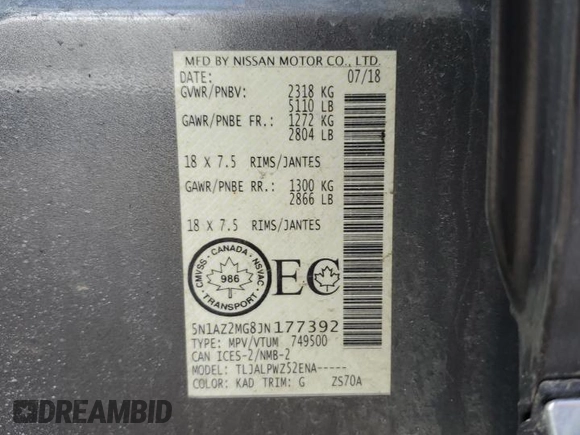 MFD BY NISSAN MOTOR CO., LTD.
DATE: 07/18
GVWR/PNBV: 2318 KG
5110 LB
GAWR/PNBE FR.: 1272 KG
2804 LB
18 X 7.5 RIMS/JANTES
GAWR/PNBE RR.: 1300 KG
2866 LB
18 X 7.5 RIMS/JANTES
CMVSS - CANADA - NSVAC
986
TRANSPORT
EC
5N1AZ2MG8JN177392
TYPE: MPV/VTUM 749500
CAN ICES-2/NMB-2
MODEL: TLJALPWZ52ENA-----
COLOR: KAD TRIM: G ZS70A
DREAMBID